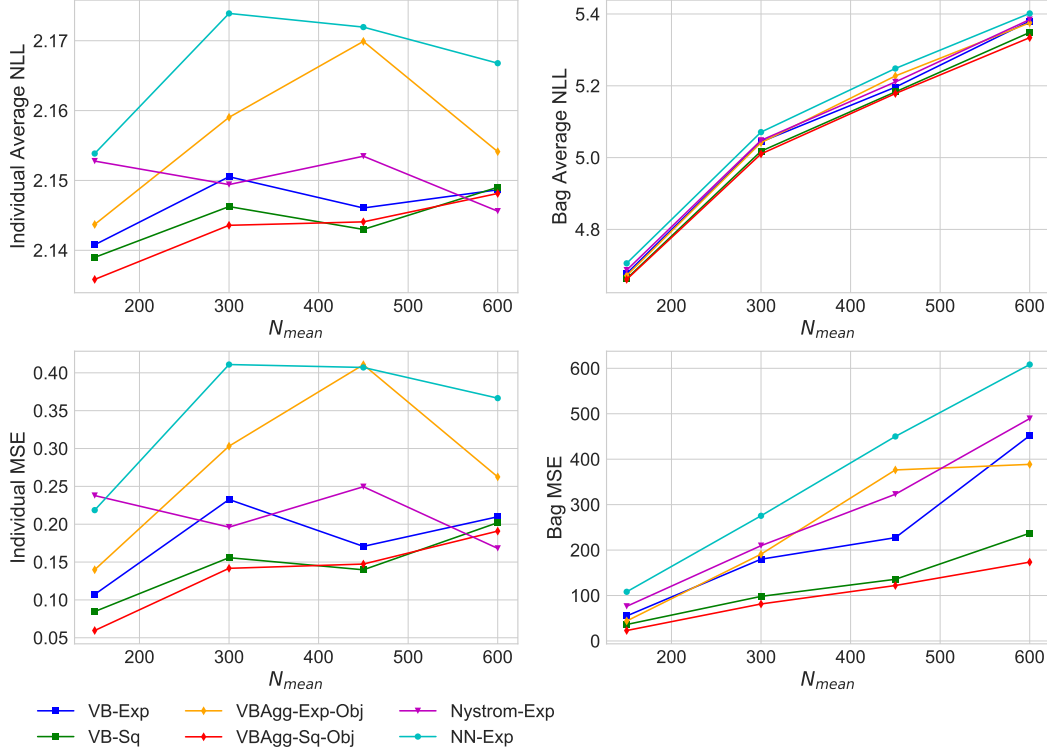 Individual Average NLL
2.17
2.16
2.15
2.14
200 300 400 500 600
N_mean
Bag Average NLL
5.4
5.2
5.0
4.8
200 300 400 500 600
N_mean
Individual MSE
0.40
0.35
0.30
0.25
0.20
0.15
0.10
0.05
200 300 400 500 600
N_mean
Bag MSE
600
500
400
300
200
100
0
200 300 400 500 600
N_mean
VB-Exp VBAgg-Exp-Obj Nystrom-Exp
VB-Sq VBAgg-Sq-Obj NN-Exp